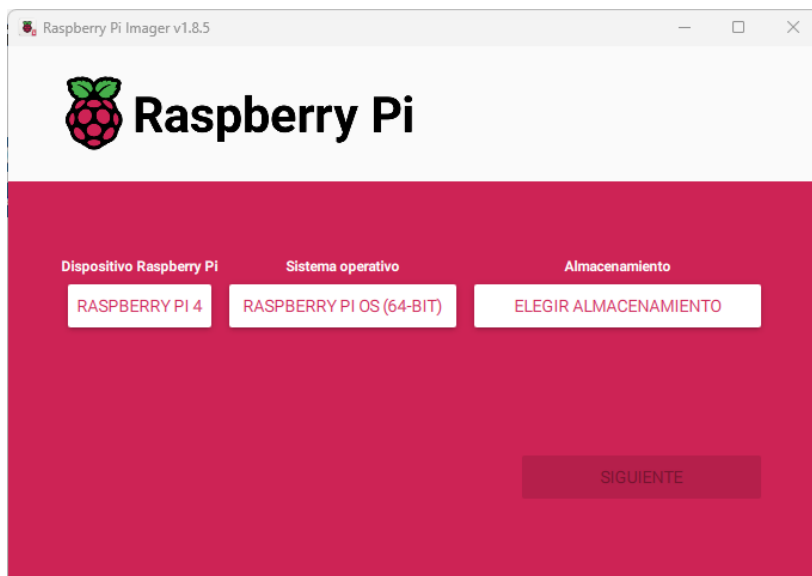 Raspberry Pi Imager v1.8.5
Raspberry Pi
Dispositivo Raspberry Pi
Sistema operativo
Almacenamiento
RASPBERRY PI 4
RASPBERRY PI OS (64-BIT)
ELEGIR ALMACENAMIENTO
SIGUIENTE